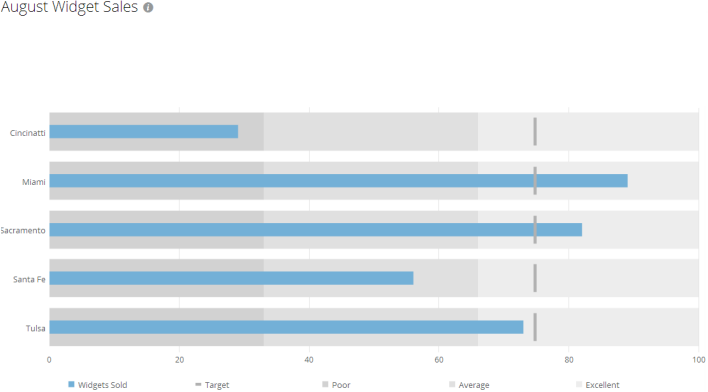 August Widget Sales
Cincinatti
Miami
Sacramento
Santa Fe
Tulsa
0 20 40 60 80 100
Widgets Sold Target Poor Average Excellent